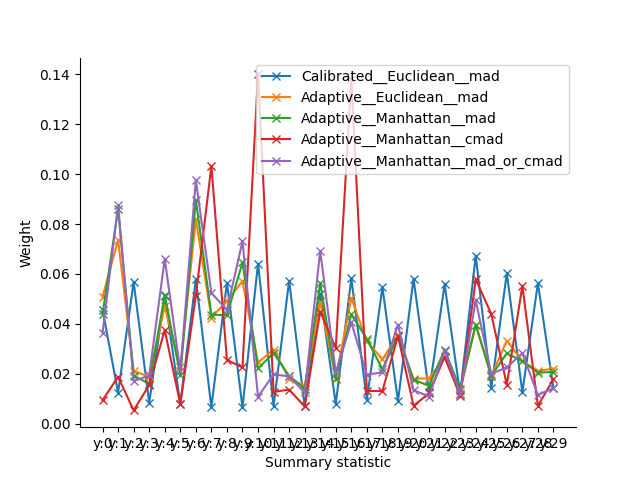 0.14
0.12
0.10
0.08
0.06
0.04
0.02
0.00
Weight
Calibrated__Euclidean__mad
Adaptive__Euclidean__mad
Adaptive__Manhattan__mad
Adaptive__Manhattan__cmad
Adaptive__Manhattan__mad_or_cmad
y:0 y:1 y:2 y:3 y:4 y:5 y:6 y:7 y:8 y:9 y:10 y:11 y:12 y:13 y:14 y:15 y:16 y:17 y:18 y:19 y:20 y:21 y:22 y:23 y:24 y:25 y:26 y:27 y:28 y:29
Summary statistic